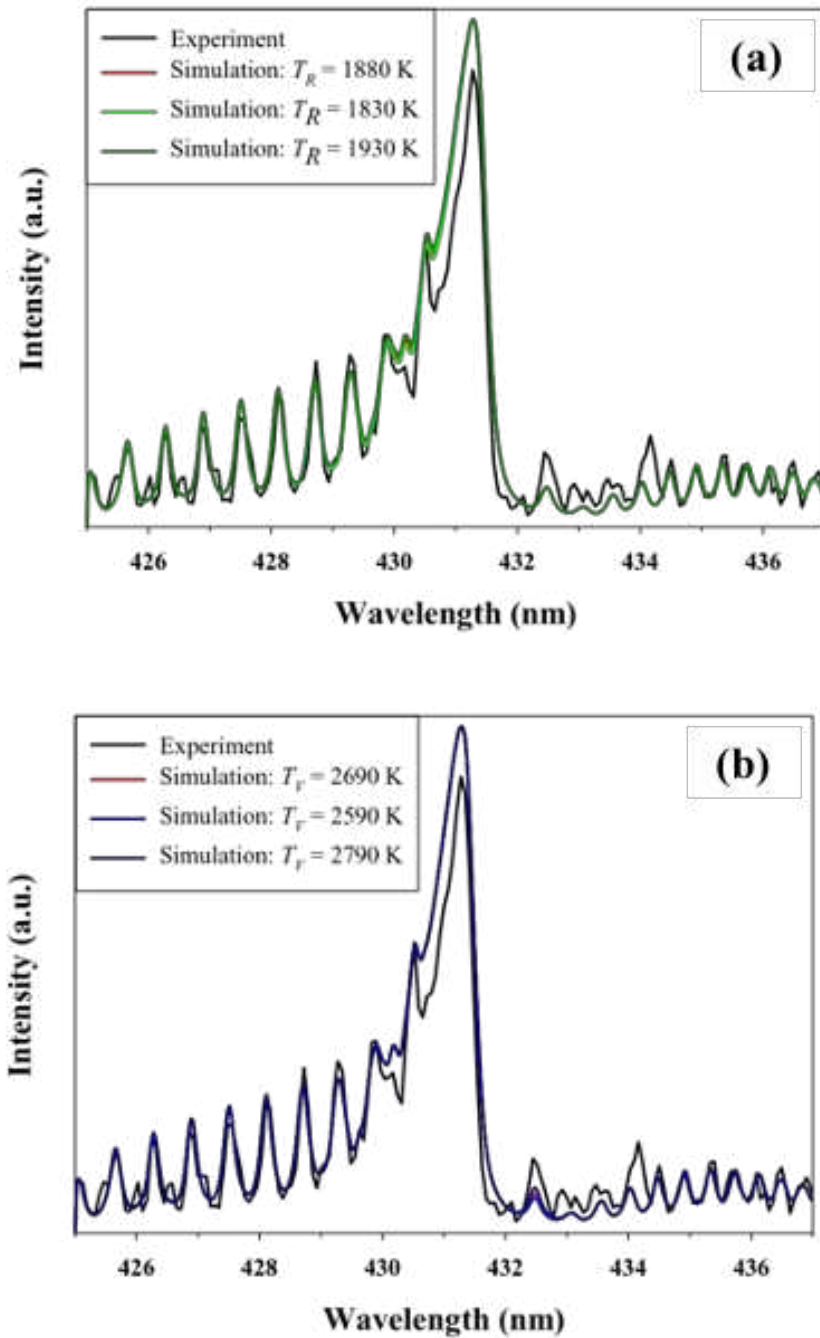 Experiment
Simulation: T_R = 1880 K
Simulation: T_R = 1830 K
Simulation: T_R = 1930 K
(a)
Intensity (a.u.)
426 428 430 432 434 436
Wavelength (nm)
Experiment
Simulation: T_V = 2690 K
Simulation: T_V = 2590 K
Simulation: T_V = 2790 K
(b)
Intensity (a.u.)
426 428 430 432 434 436
Wavelength (nm)